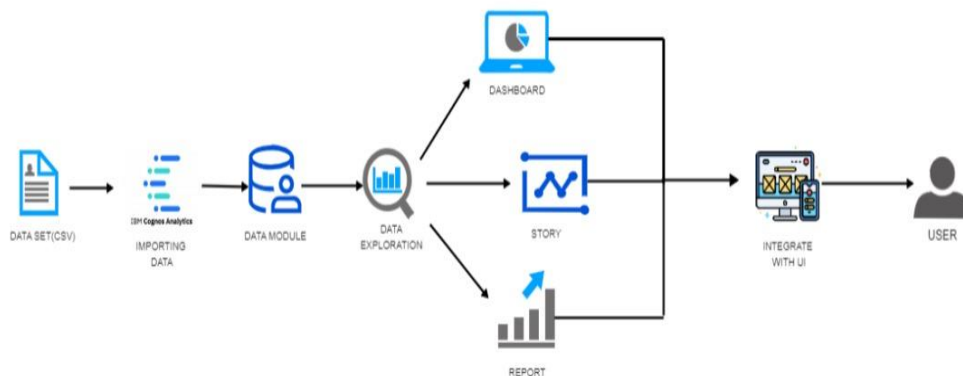 DASHBOARD
DATA SET(CSV)
IBM Cognos Analytics
IMPORTING
DATA
DATA MODULE
DATA
EXPLORATION
STORY
REPORT
INTEGRATE
WITH UI
USER